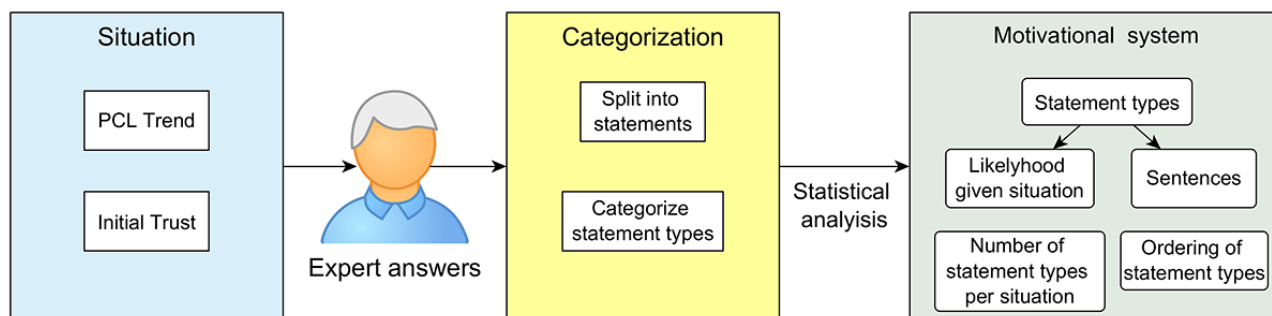 Situation
PCL Trend
Initial Trust
Expert answers
Categorization
Split into
statements
Categorize
statement types
Statistical
analyisis
Motivational system
Statement types
Likelyhood
given situation
Sentences
Number of
statement types
per situation
Ordering of
statement types